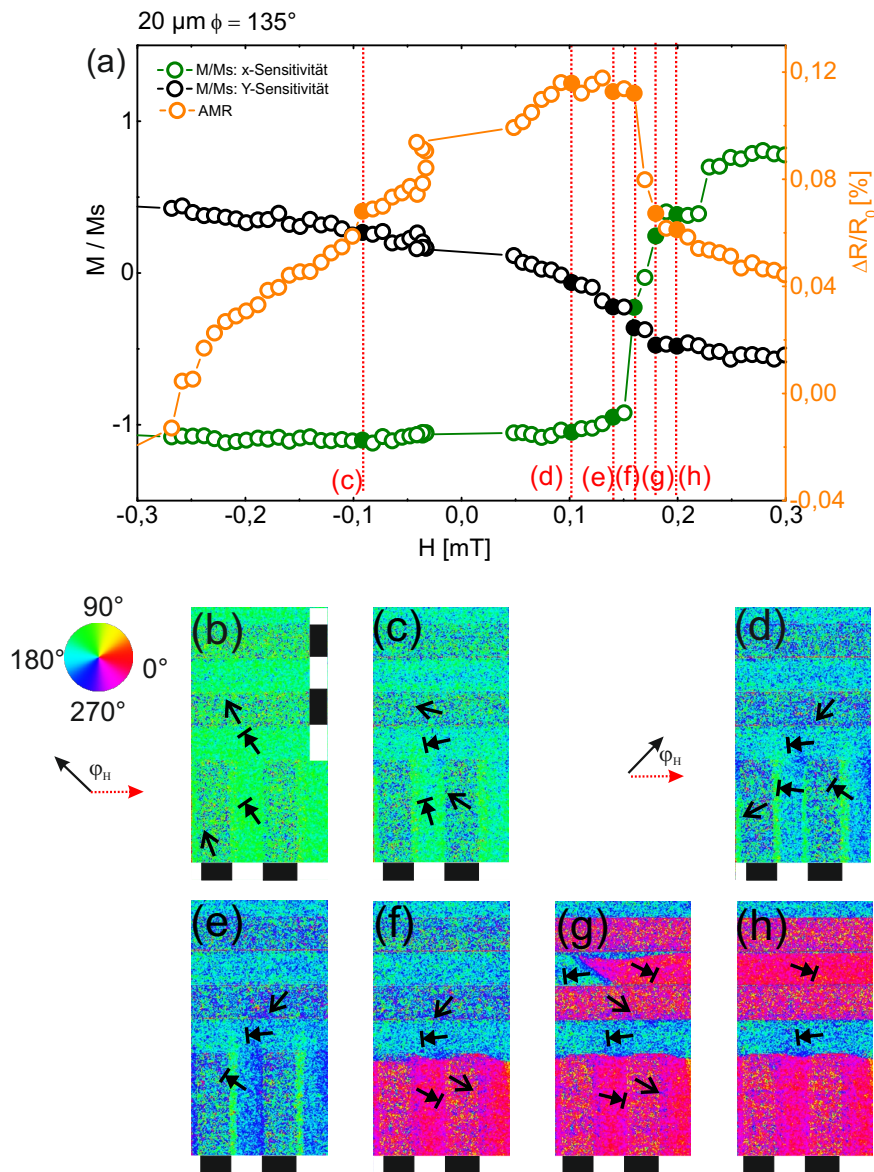 20 µm ϕ = 135°
(a)
M/Ms: x-Sensitivität
M/Ms: Y-Sensitivität
AMR
M / Ms
1
0
-1
0,12
0,08
0,04
0,00
-0,04
ΔR/R₀ [%]
(c) (d) (e) (f) (g) (h)
-0,3 -0,2 -0,1 0,0 0,1 0,2 0,3
H [mT]
90°
180° 0°
270°
φH
(b) (c) (d)
φH
(e) (f) (g) (h)